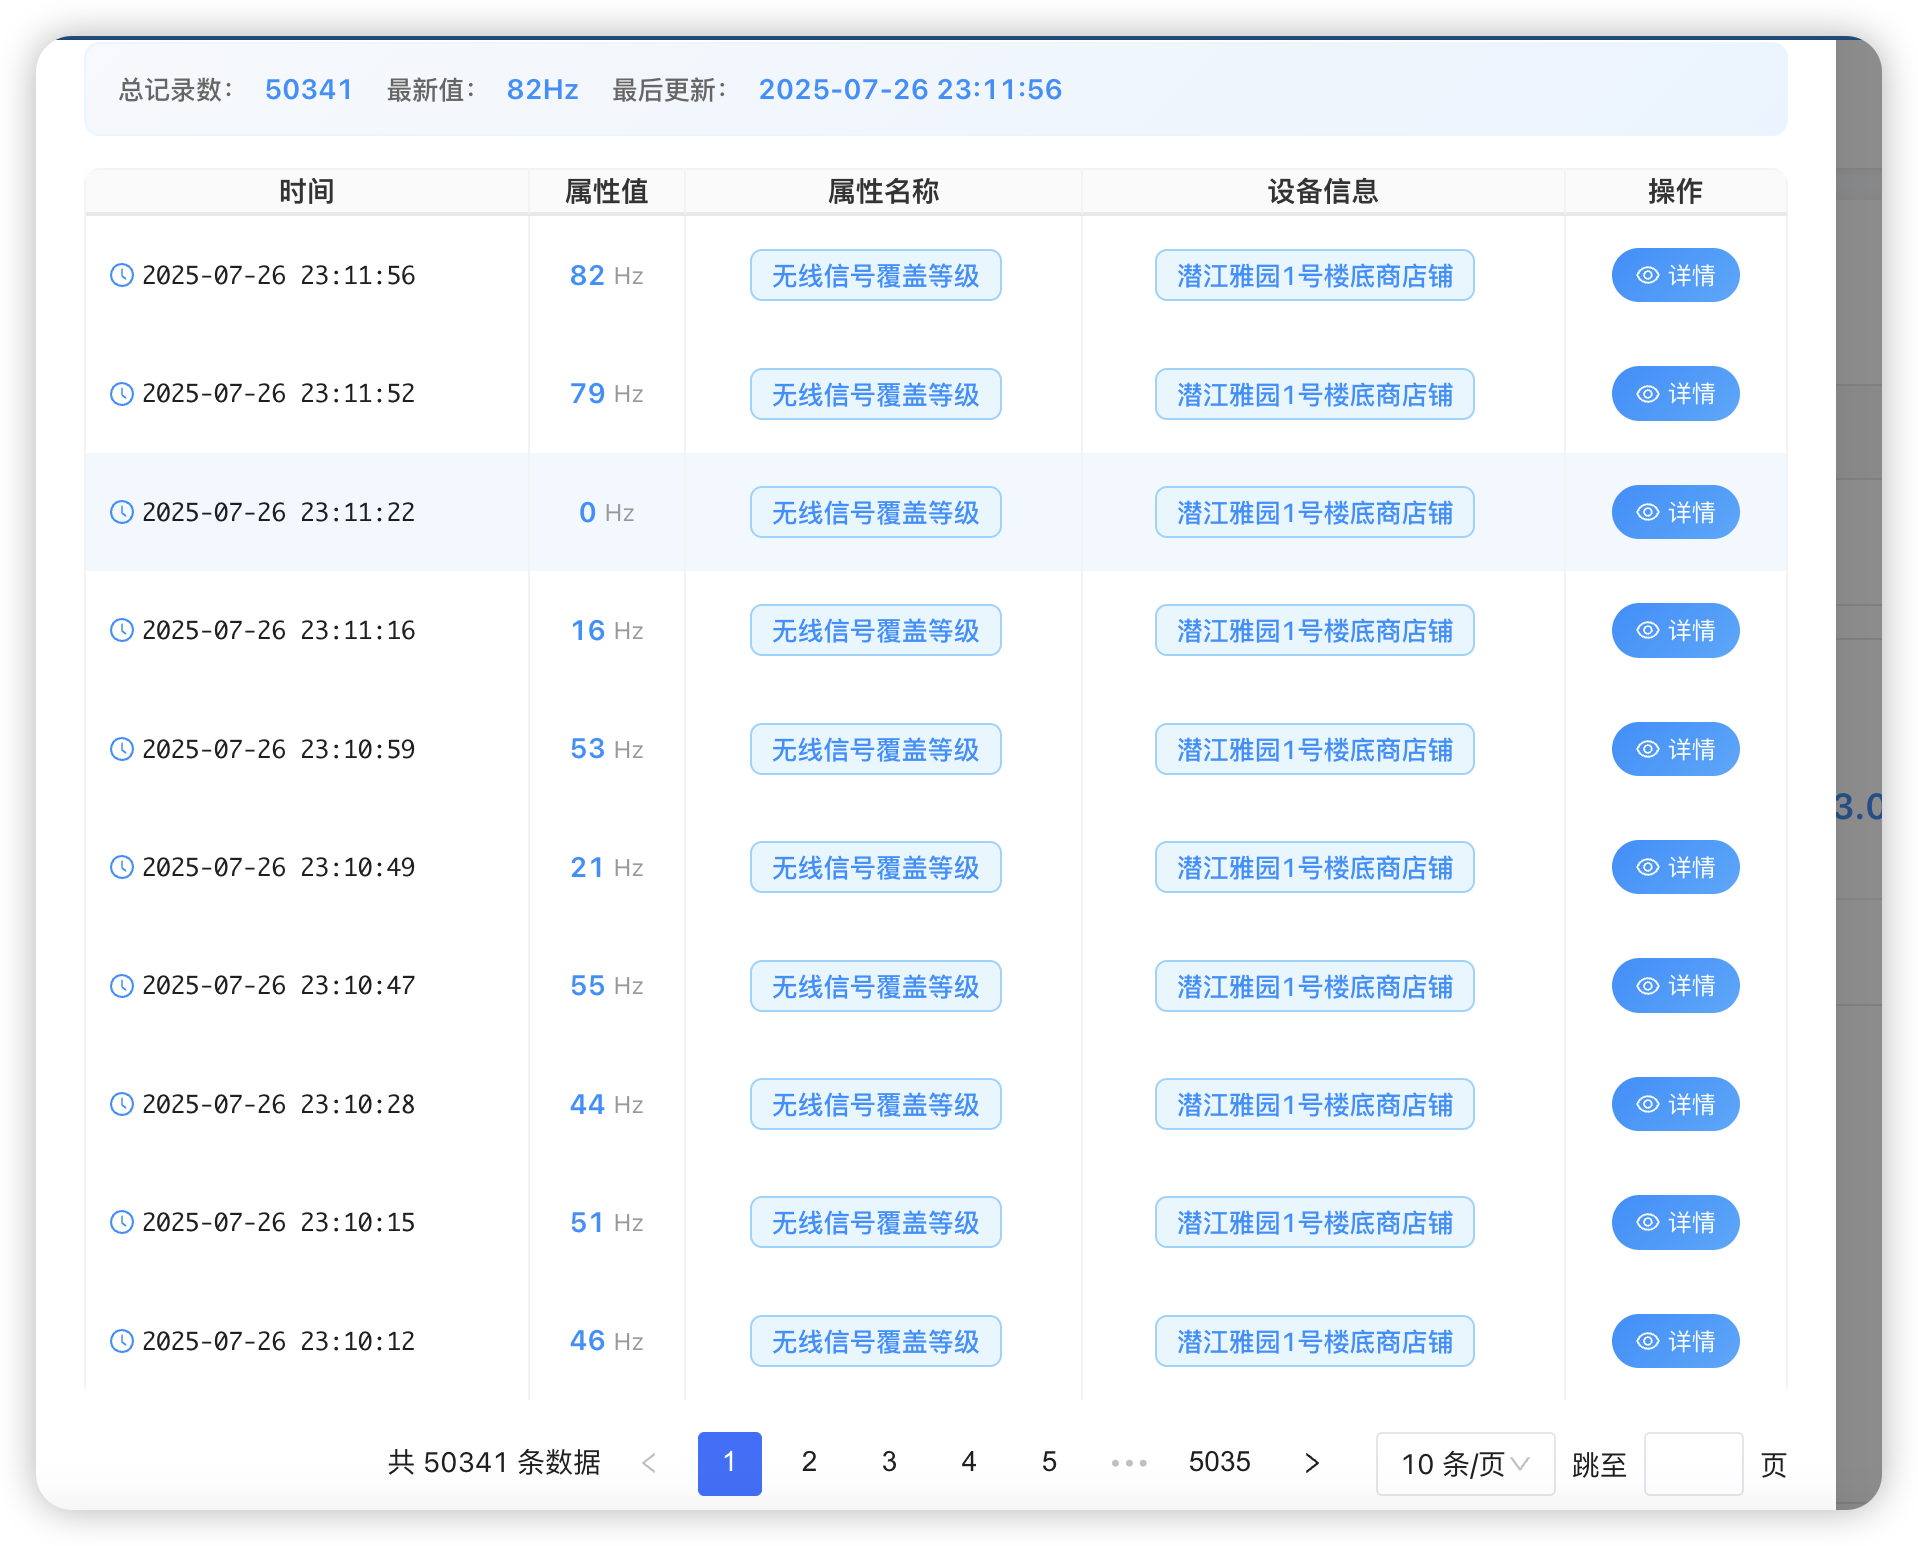 总记录数： 50341 最新值： 82Hz 最后更新： 2025-07-26 23:11:56
时间 属性值 属性名称 设备信息 操作
2025-07-26 23:11:56 82 Hz 无线信号覆盖等级 潜江雅园1号楼底商店铺 详情
2025-07-26 23:11:52 79 Hz 无线信号覆盖等级 潜江雅园1号楼底商店铺 详情
2025-07-26 23:11:22 0 Hz 无线信号覆盖等级 潜江雅园1号楼底商店铺 详情
2025-07-26 23:11:16 16 Hz 无线信号覆盖等级 潜江雅园1号楼底商店铺 详情
2025-07-26 23:10:59 53 Hz 无线信号覆盖等级 潜江雅园1号楼底商店铺 详情
3.0
2025-07-26 23:10:49 21 Hz 无线信号覆盖等级 潜江雅园1号楼底商店铺 详情
2025-07-26 23:10:47 55 Hz 无线信号覆盖等级 潜江雅园1号楼底商店铺 详情
2025-07-26 23:10:28 44 Hz 无线信号覆盖等级 潜江雅园1号楼底商店铺 详情
2025-07-26 23:10:15 51 Hz 无线信号覆盖等级 潜江雅园1号楼底商店铺 详情
2025-07-26 23:10:12 46 Hz 无线信号覆盖等级 潜江雅园1号楼底商店铺 详情
共 50341 条数据 < 1 2 3 4 5 ••• 5035 > 10 条/页 跳至 页